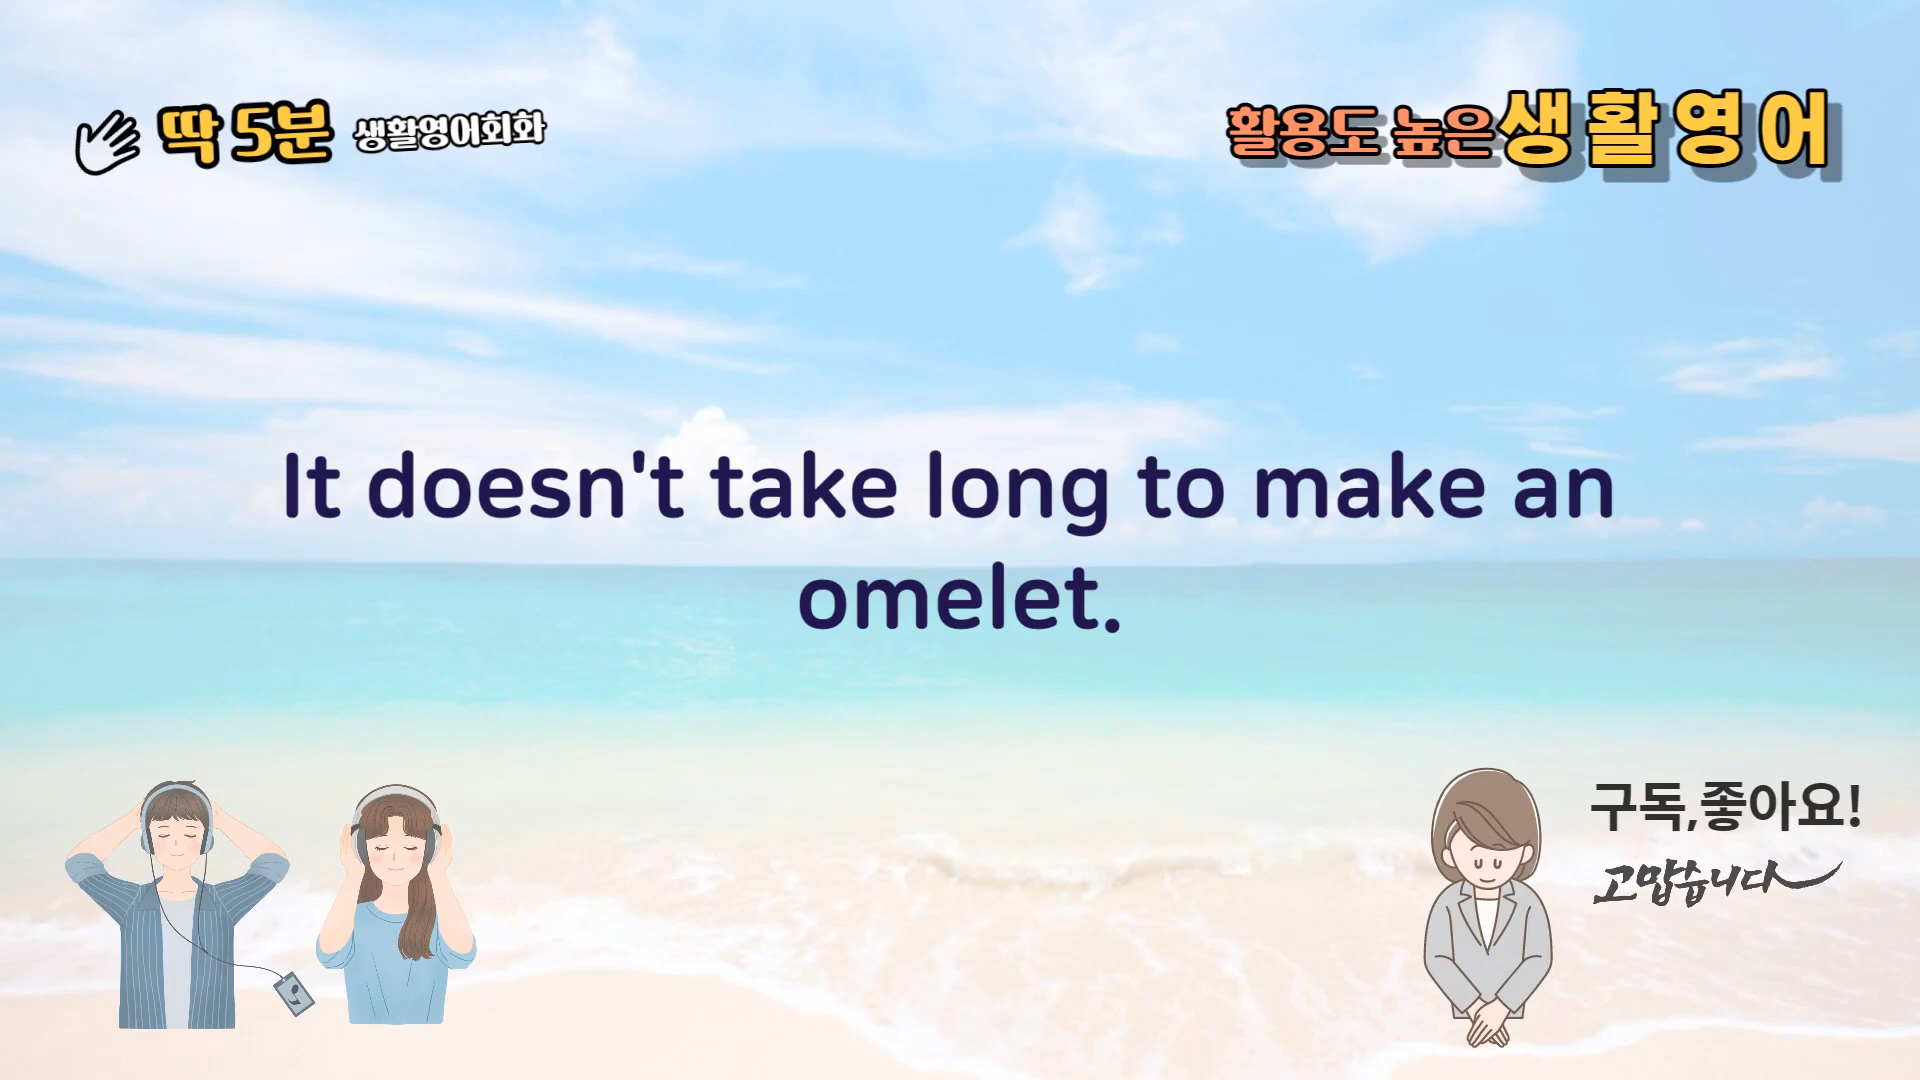 딱 5분 생활영어회화
활용도 높은 생활영어
It doesn't take long to make an
omelet.
구독,좋아요!
고맙습니다